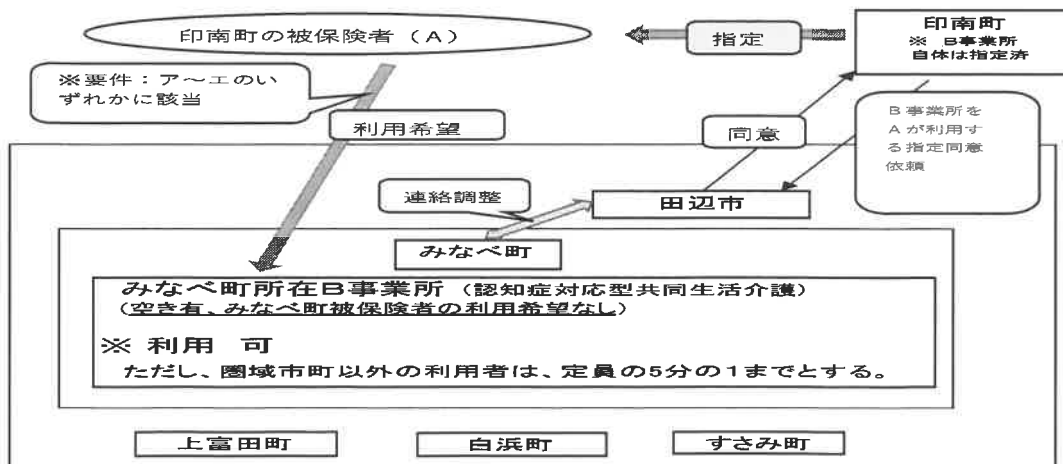 印南町の被保険者（A）
指定
印南町
※ B事業所
自体は指定済
※要件：ア～エのい
ずれかに該当
利用希望
同意
B事業所を
Aが利用す
る指定同意
依頼
連絡調整
田辺市
みなべ町
みなべ町所在B事業所（認知症対応型共同生活介護）
（空き有、みなべ町被保険者の利用希望なし）
※ 利用 可
ただし、圏域市町以外の利用者は、定員の5分の1までとする。
上富田町
白浜町
すさみ町